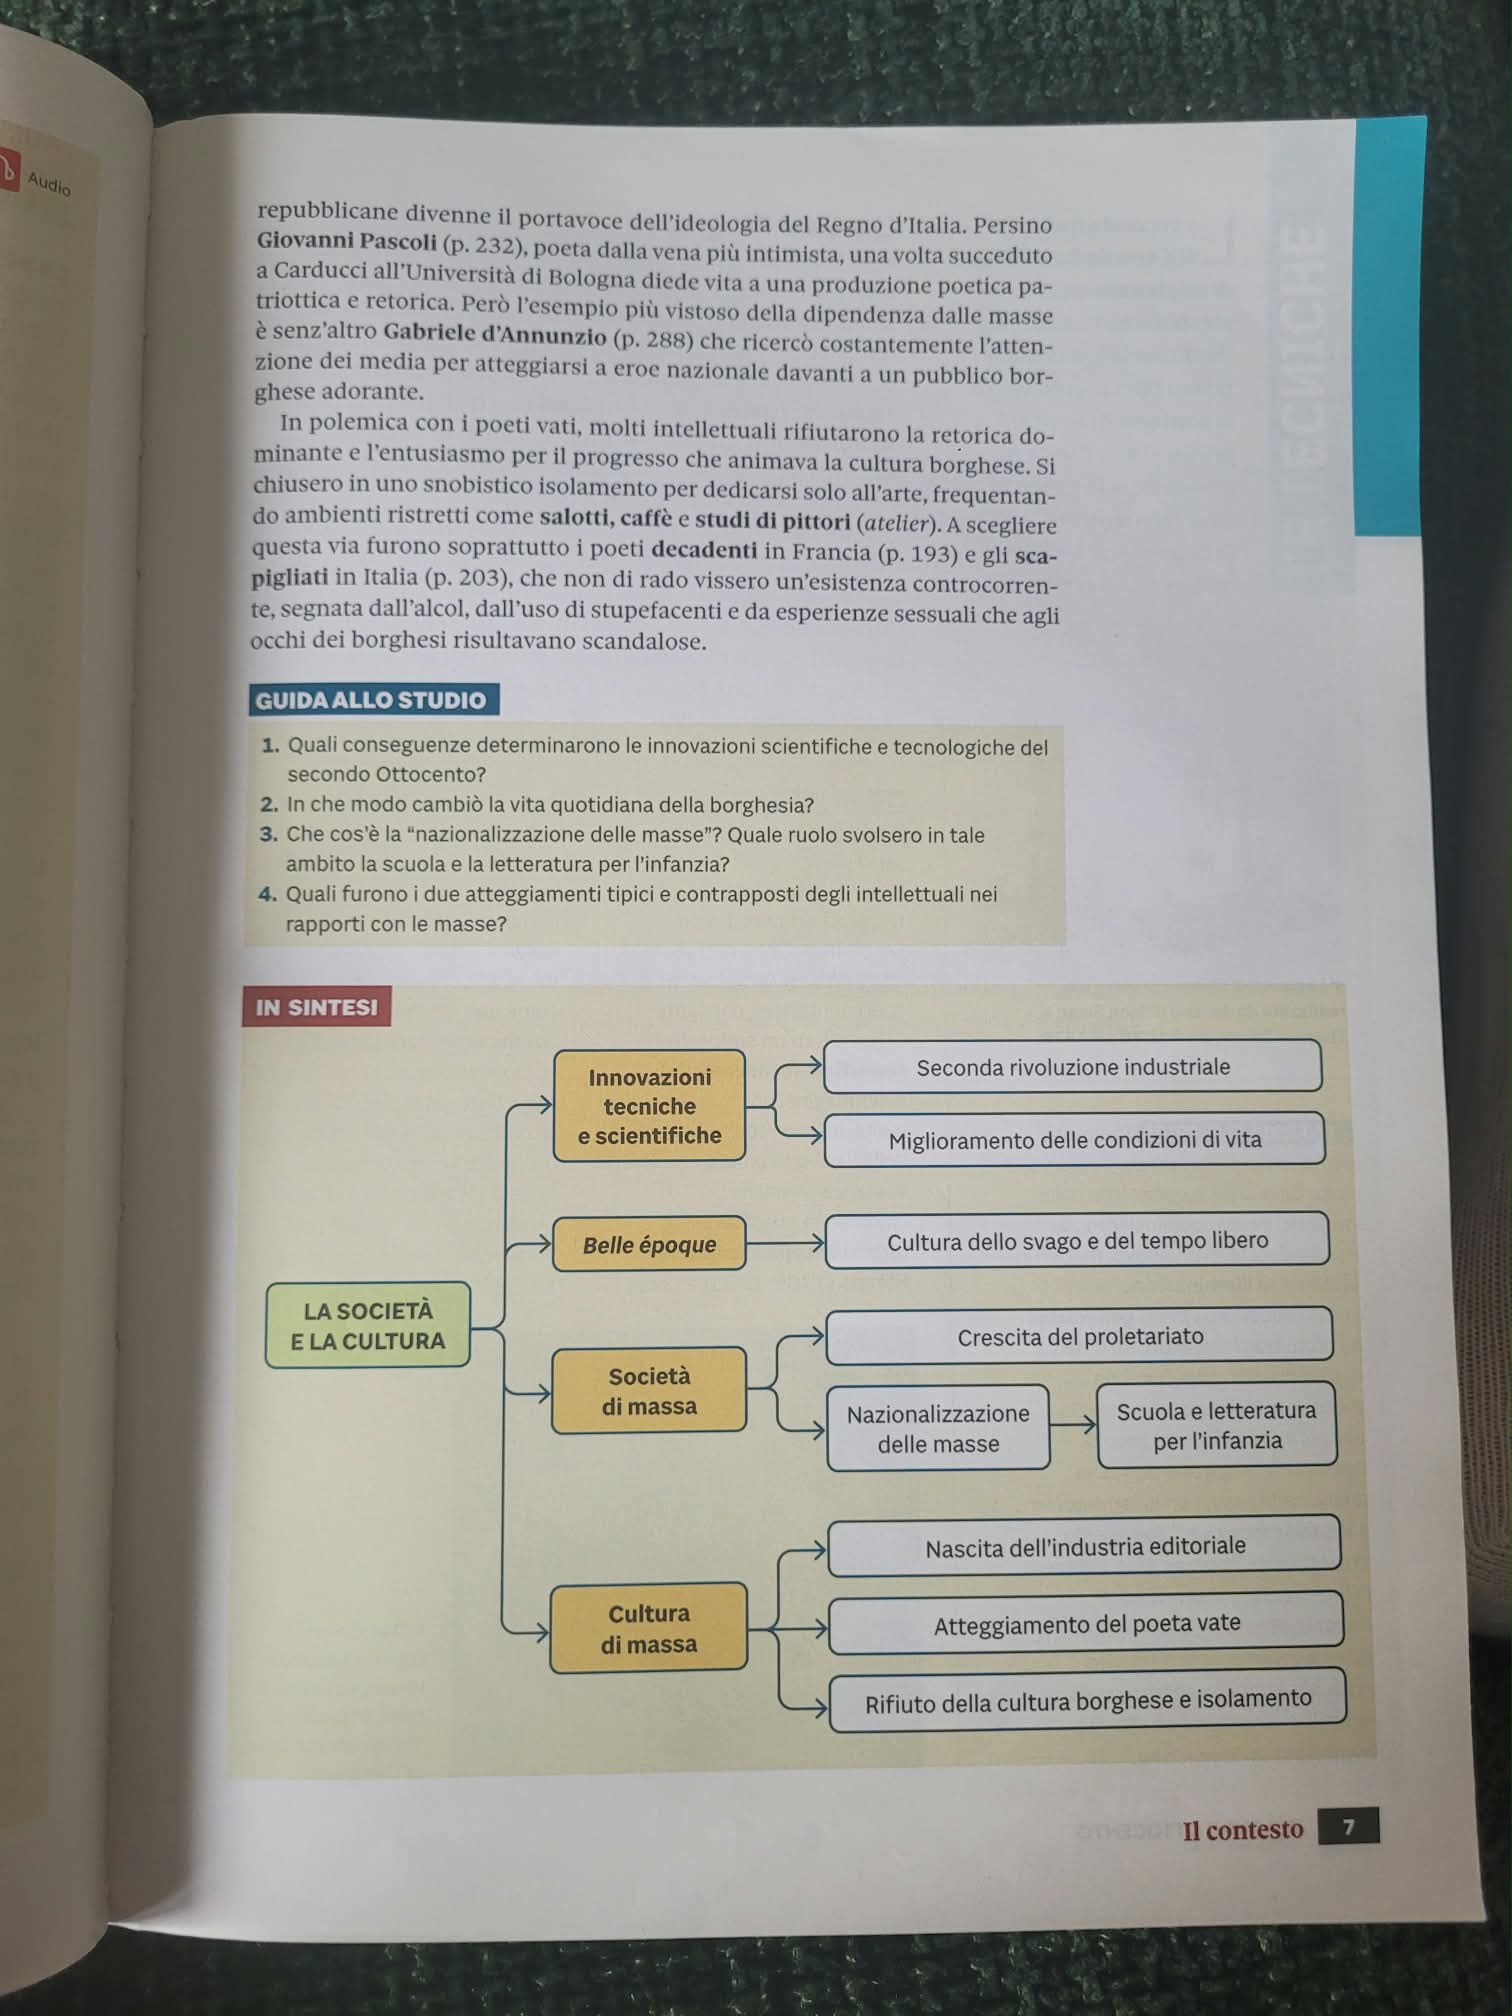 Audio
repubblicane divenne il portavoce dell'ideologia del Regno d'Italia. Persino
Giovanni Pascoli (p. 232), poeta dalla vena più intimista, una volta succeduto
a Carducci all'Università di Bologna diede vita a una produzione poetica pa-
triottica e retorica. Però l'esempio più vistoso della dipendenza dalle masse
è senz'altro Gabriele d'Annunzio (p. 288) che ricercò costantemente l'atten-
zione dei media per atteggiarsi a eroe nazionale davanti a un pubblico bor-
ghese adorante.
In polemica con i poeti vati, molti intellettuali rifiutarono la retorica do-
minante e l'entusiasmo per il progresso che animava la cultura borghese. Si
chiusero in uno snobistico isolamento per dedicarsi solo all'arte, frequentan-
do ambienti ristretti come salotti, caffè e studi di pittori (atelier). A scegliere
questa via furono soprattutto i poeti decadenti in Francia (p. 193) e gli sca-
pigliati in Italia (p. 203), che non di rado vissero un'esistenza controcorren-
te, segnata dall'alcol, dall'uso di stupefacenti e da esperienze sessuali che agli
occhi dei borghesi risultavano scandalose.
GUIDA ALLO STUDIO
1. Quali conseguenze determinarono le innovazioni scientifiche e tecnologiche del
secondo Ottocento?
2. In che modo cambiò la vita quotidiana della borghesia?
3. Che cos'è la "nazionalizzazione delle masse"? Quale ruolo svolsero in tale
ambito la scuola e la letteratura per l'infanzia?
4. Quali furono i due atteggiamenti tipici e contrapposti degli intellettuali nei
rapporti con le masse?
IN SINTESI
LA SOCIETÀ
E LA CULTURA
Innovazioni
tecniche
e scientifiche
Seconda rivoluzione industriale
Miglioramento delle condizioni di vita
Belle époque
Cultura dello svago e del tempo libero
Società
di massa
Crescita del proletariato
Nazionalizzazione
delle masse
Scuola e letteratura
per l'infanzia
Cultura
di massa
Nascita dell'industria editoriale
Atteggiamento del poeta vate
Rifiuto della cultura borghese e isolamento
Il contesto 7